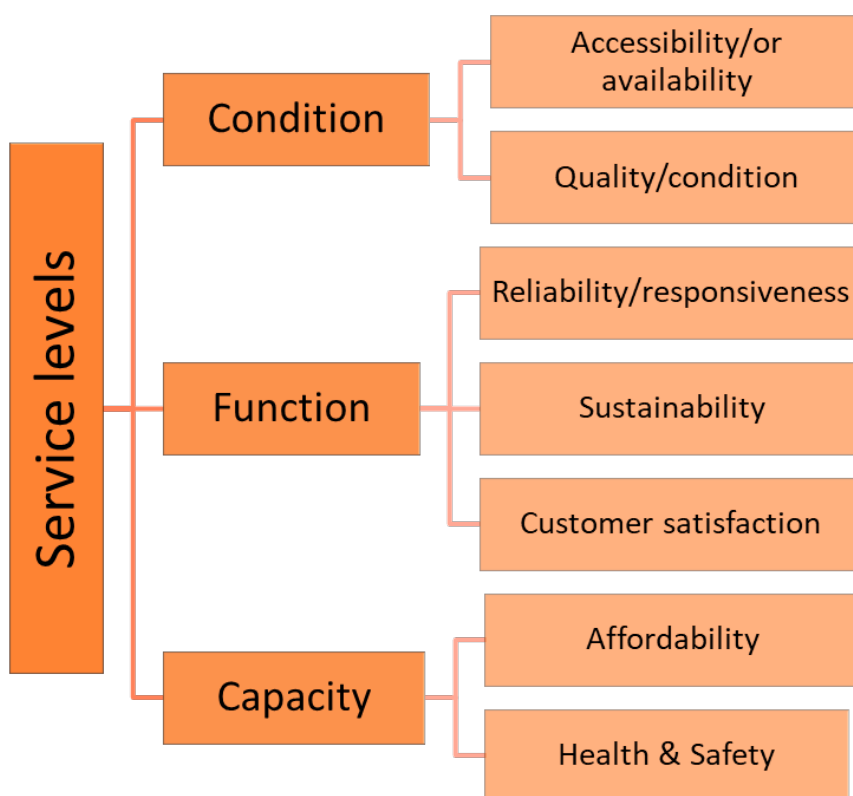 Service levels
Condition
Accessibility/or
availability
Quality/condition
Function
Reliability/responsiveness
Sustainability
Customer satisfaction
Capacity
Affordability
Health & Safety